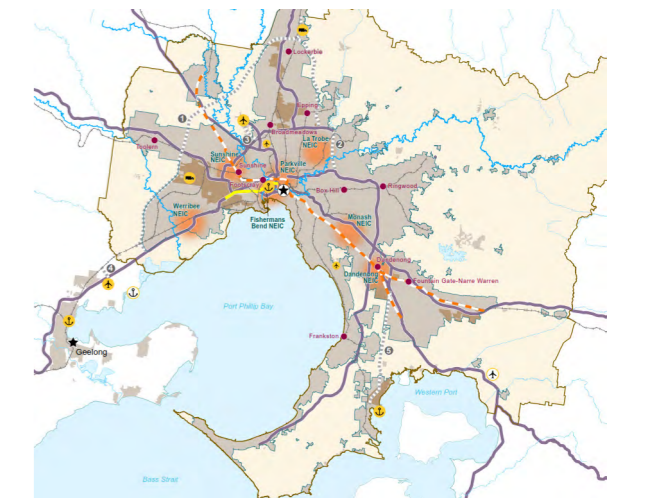 Lockerbie
Epping
1
Broadmeadows
3
La Trobe
NEIC
2
Toolern
Sunshine
NEIC
Sunshine
Parkville
NEIC
Footscray
Box Hill
Ringwood
Werribee
NEIC
Fishermans
Bend NEIC
Monash
NEIC
4
Dandenong
Dandenong
NEIC
Fountain Gate-Narre Warren
Port Phillip Bay
Frankston
Geelong
5
Western Port
Bass Strait